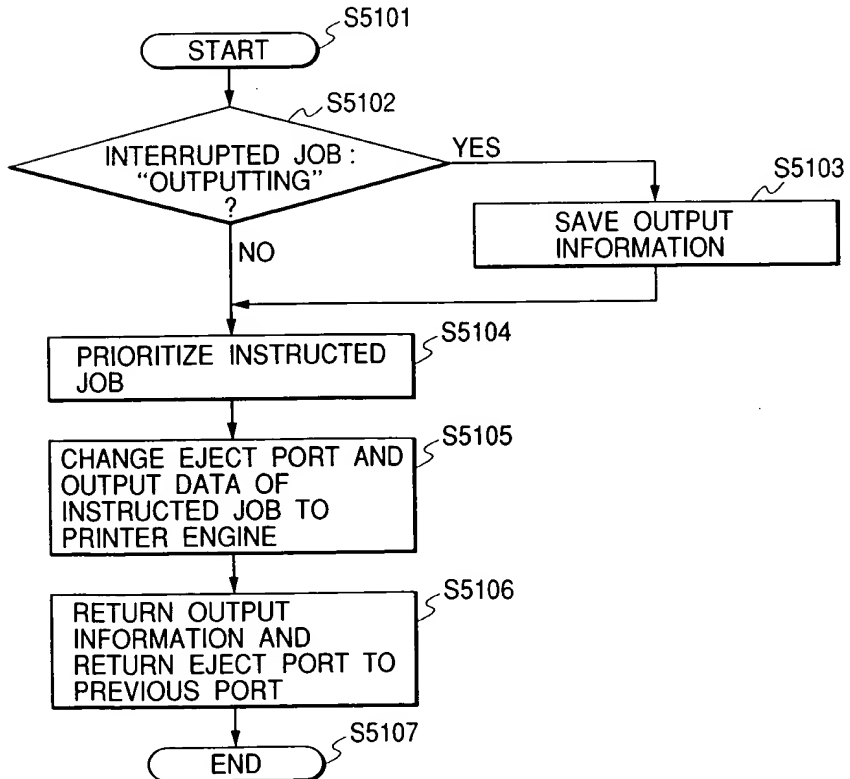 S5101
START
S5102
INTERRUPTED JOB :
“OUTPUTTING”
?
YES
S5103
SAVE OUTPUT
INFORMATION
NO
S5104
PRIORITIZE INSTRUCTED
JOB
S5105
CHANGE EJECT PORT AND
OUTPUT DATA OF
INSTRUCTED JOB TO
PRINTER ENGINE
S5106
RETURN OUTPUT
INFORMATION AND
RETURN EJECT PORT TO
PREVIOUS PORT
S5107
END